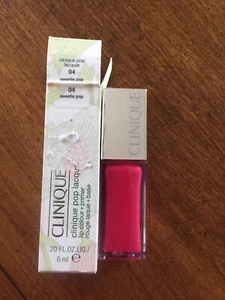 clinique pop
lacquer
04
sweetie pop
04
sweetie pop
CLINIQUE
clinique pop lacquer
lip colour + primer
rouge laque + base
.20 FL.OZ.LIQ./
6 ml e
CLINIQUE